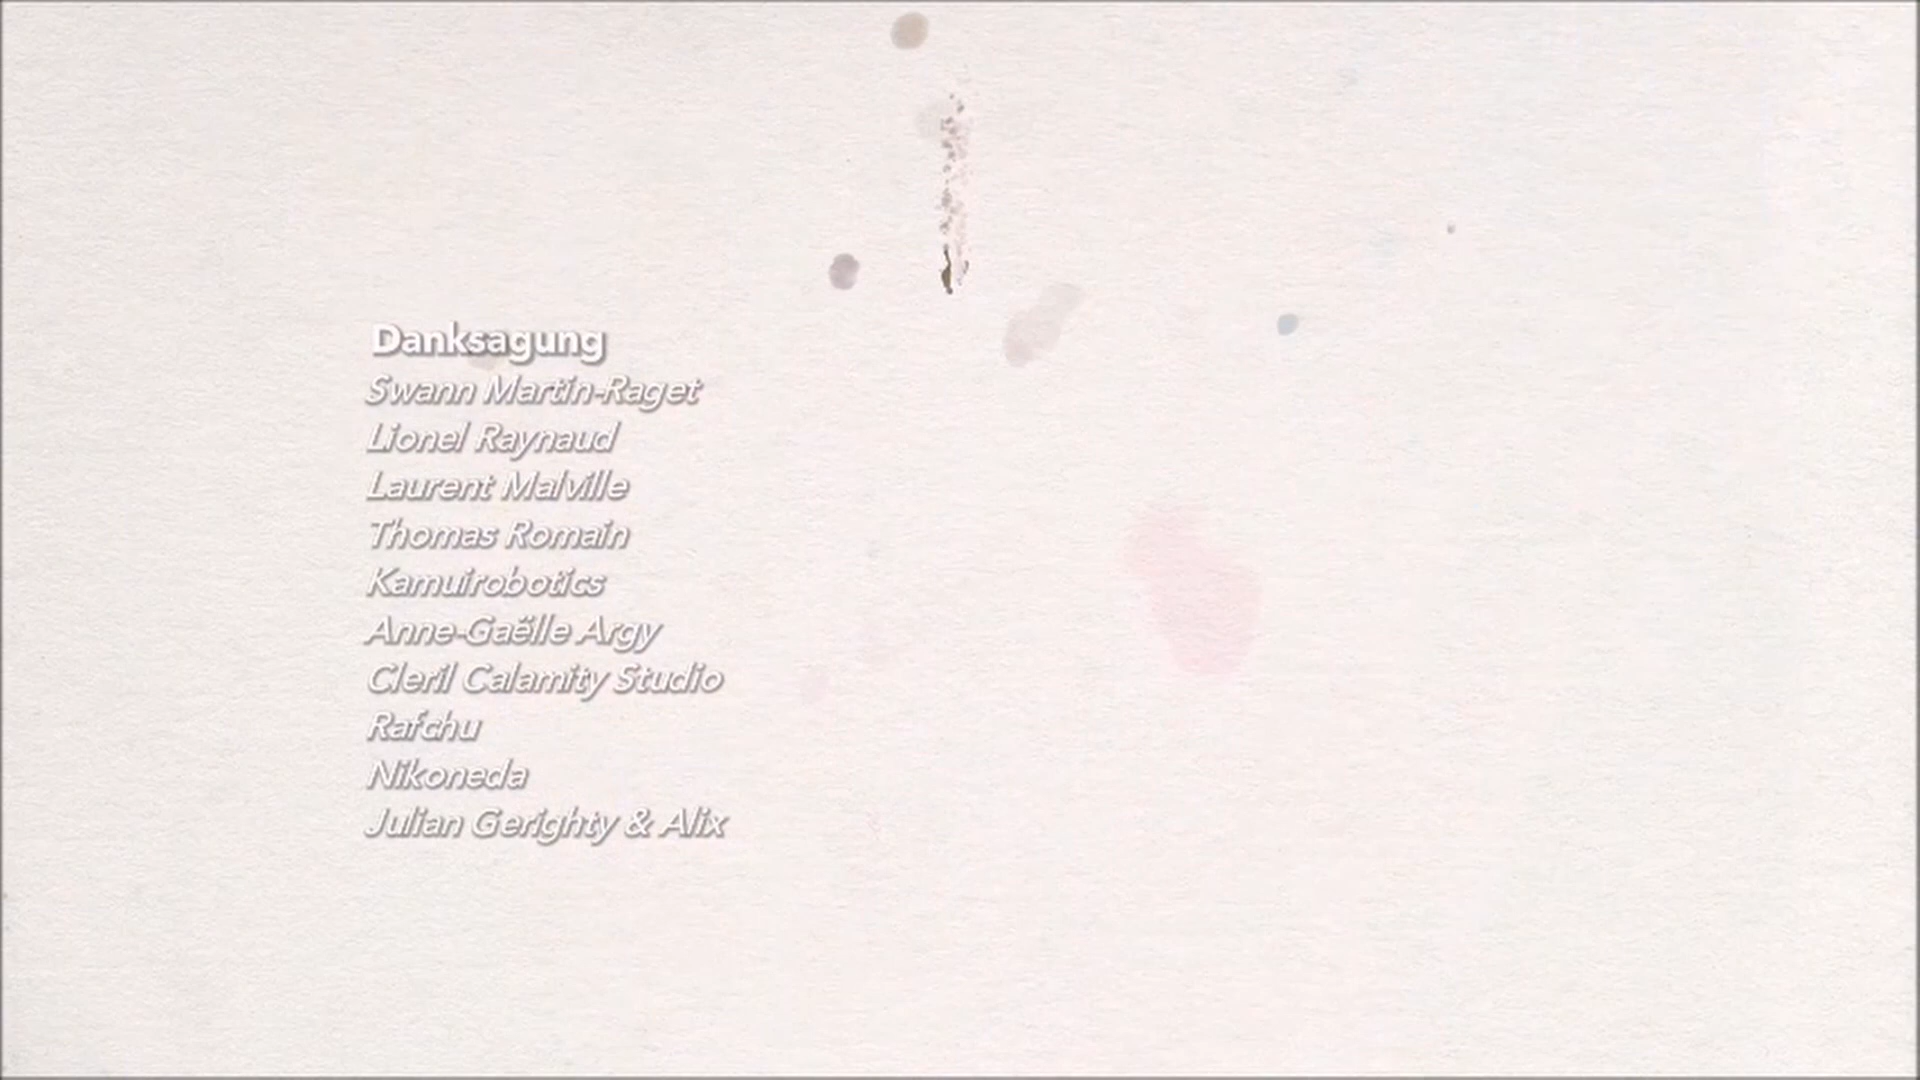 Danksagung
Swann Martin-Raget
Lionel Raynaud
Laurent Malville
Thomas Romain
Kamuirobotics
Anne-Gaëlle Argy
Cleril Calamity Studio
Rafchu
Nikoneda
Julian Gerighty & Alix